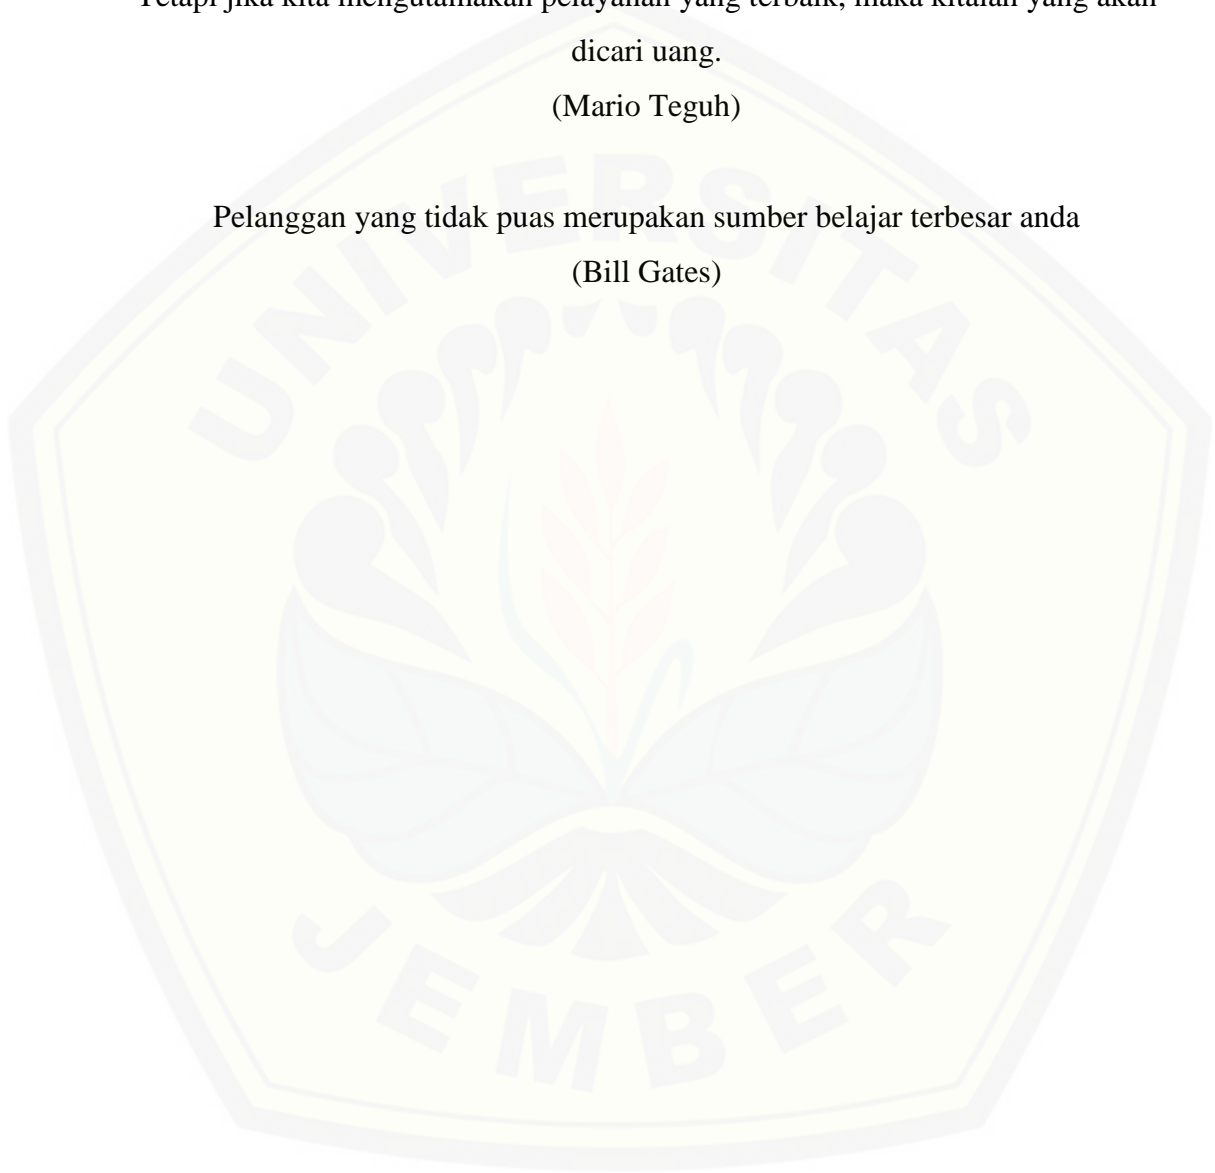 Tetapi jika kita mengutamakan pelayanan yang terbaik, maka kitalah yang akan
dicari uang.
(Mario Teguh)
Pelanggan yang tidak puas merupakan sumber belajar terbesar anda
(Bill Gates)
UNIVERSITAS
JEMBER